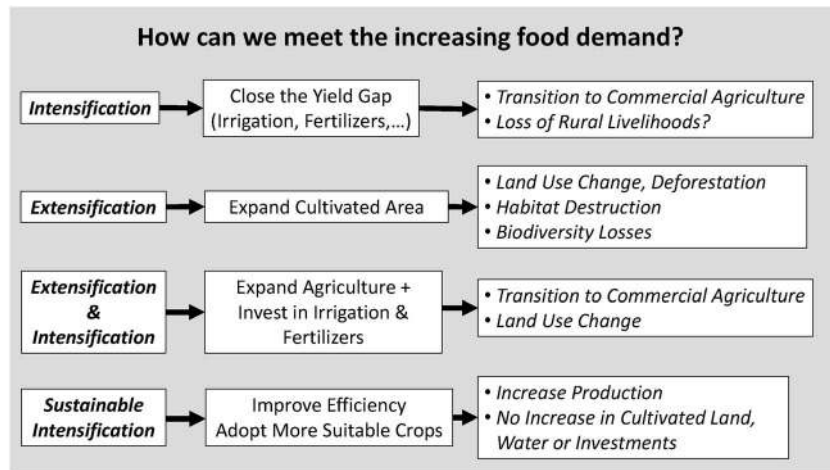 How can we meet the increasing food demand?
Intensification
Close the Yield Gap
(Irrigation, Fertilizers,...)
• Transition to Commercial Agriculture
• Loss of Rural Livelihoods?
Extensification
Expand Cultivated Area
• Land Use Change, Deforestation
• Habitat Destruction
• Biodiversity Losses
Extensification
&
Intensification
Expand Agriculture +
Invest in Irrigation &
Fertilizers
• Transition to Commercial Agriculture
• Land Use Change
Sustainable
Intensification
Improve Efficiency
Adopt More Suitable Crops
• Increase Production
• No Increase in Cultivated Land,
Water or Investments